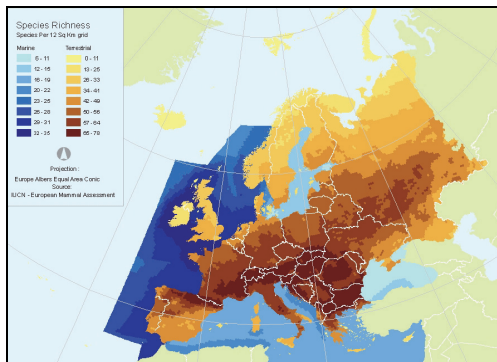 Species Richness
Species Per 12 Sq Km grid
Marine Terrestrial
6 - 11 0 - 11
12 - 15 13 - 25
16 - 19 26 - 33
20 - 22 34 - 41
23 - 25 42 - 49
26 - 28 50 - 56
29 - 31 57 - 64
32 - 35 65 - 78
Projection :
Europe Albers Equal Area Conic
Source:
IUCN - European Mammal Assessment